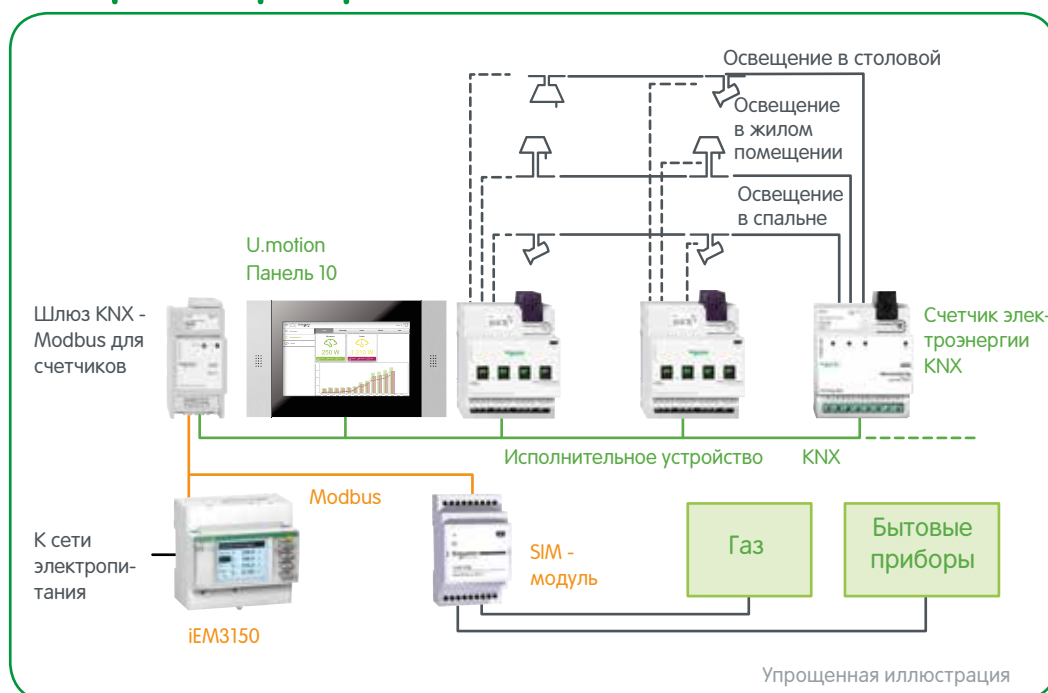 Освещение в столовой
Освещение
в жилом
помещении
Освещение
в спальне
U.motion
Панель 10
Шлюз KNX -
Modbus для
счетчиков
250 W
Счетчик элек-
троэнергии
KNX
Исполнительное устройство KNX
Modbus
К сети
электропи-
тания
iEM3150
SIM -
модуль
Газ
Бытовые
приборы
Упрощенная иллюстрация